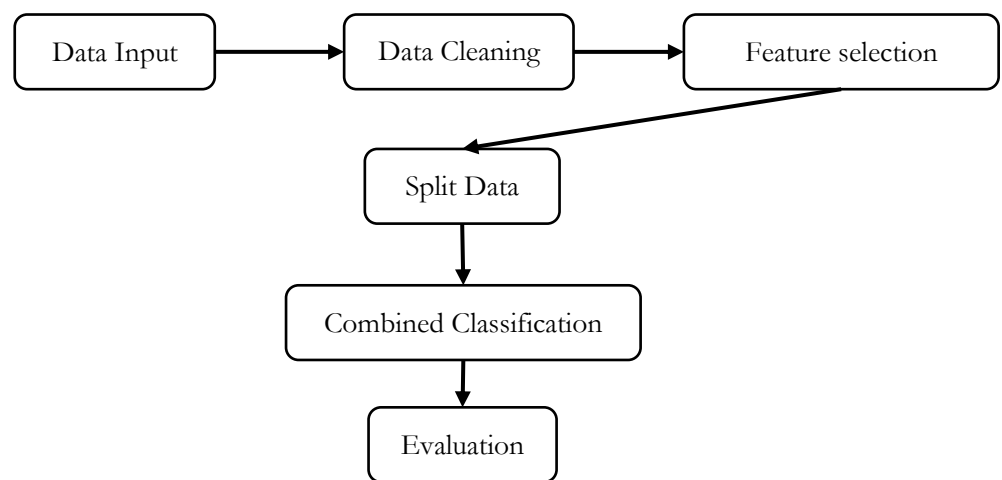 Data Input
Data Cleaning
Feature selection
Split Data
Combined Classification
Evaluation